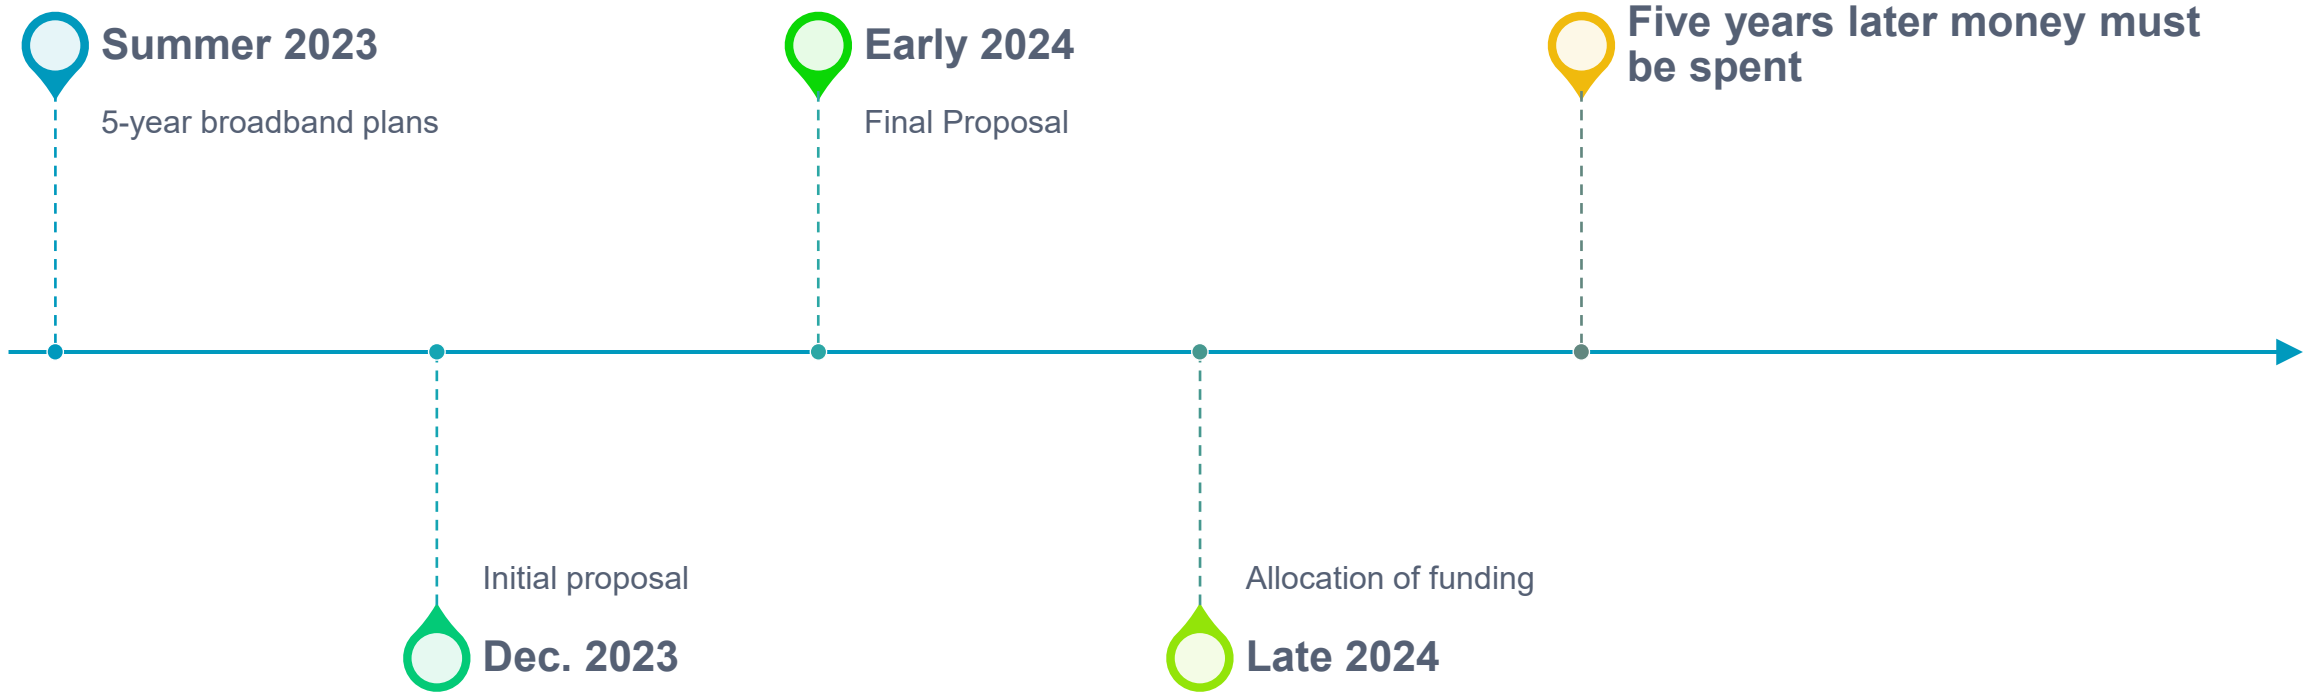 Summer 2023
5-year broadband plans
Early 2024
Final Proposal
Five years later money must
be spent
Initial proposal
Dec. 2023
Allocation of funding
Late 2024